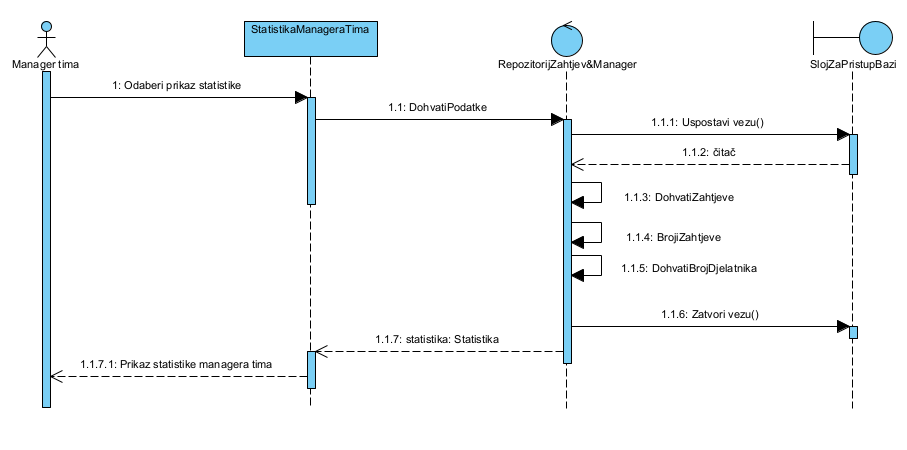 StatistikaManageraTima
Manager tima
RepozitorijZahtjev&Manager
SlojZaPristupBazi
1: Odaberi prikaz statistike
1.1: DohvatiPodatke
1.1.1: Uspostavi vezu()
1.1.2: čitač
1.1.3: DohvatiZahtjeve
1.1.4: BrojiZahtjeve
1.1.5: DohvatiBrojDjelatnika
1.1.6: Zatvori vezu()
1.1.7: statistika: Statistika
1.1.7.1: Prikaz statistike managera tima